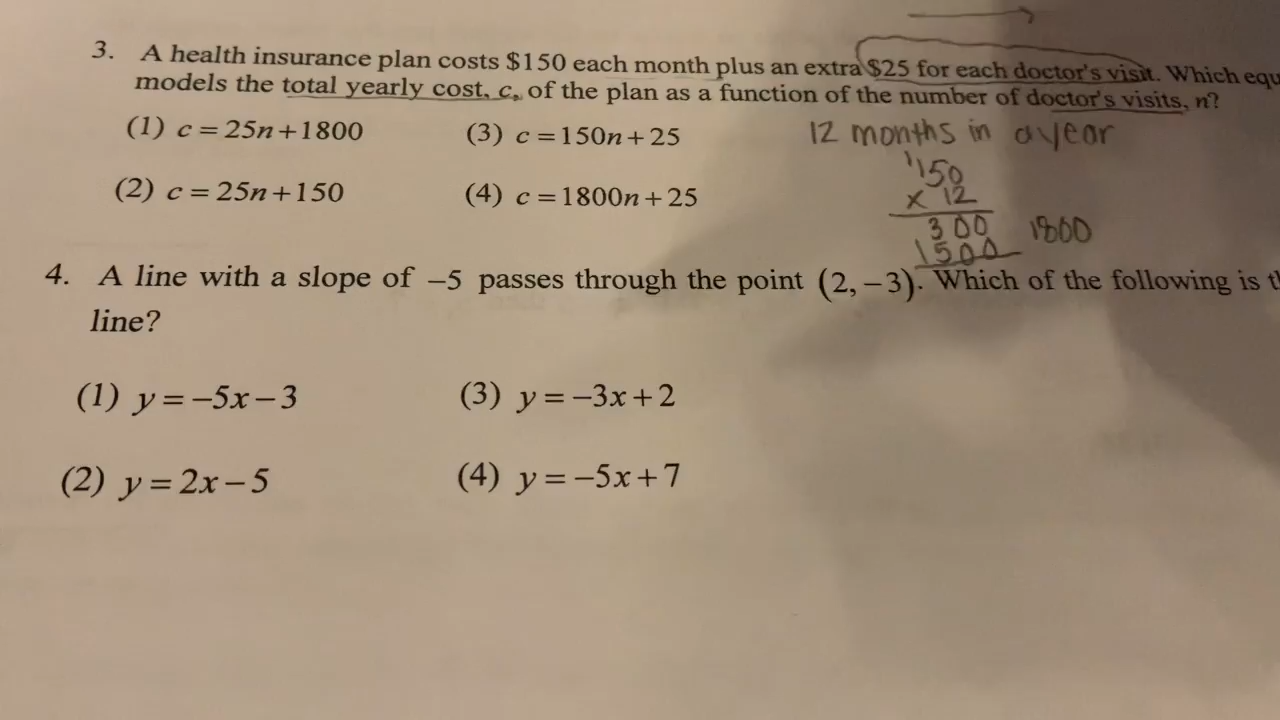 3. A health insurance plan costs $150 each month plus an extra $25 for each doctor's visit. Which
models the total yearly cost, c, of the plan as a function of the number of doctor's visits, n?
(1) c = 25n + 1800 (3) c = 150n + 25 12 months in a year
(2) c = 25n + 150 (4) c = 1800n + 25
1
150
x 12
300 1800
1500
4. A line with a slope of −5 passes through the point (2, −3). Which of the following is
line?
(1) y = −5x − 3 (3) y = −3x + 2
(2) y = 2x − 5 (4) y = −5x + 7